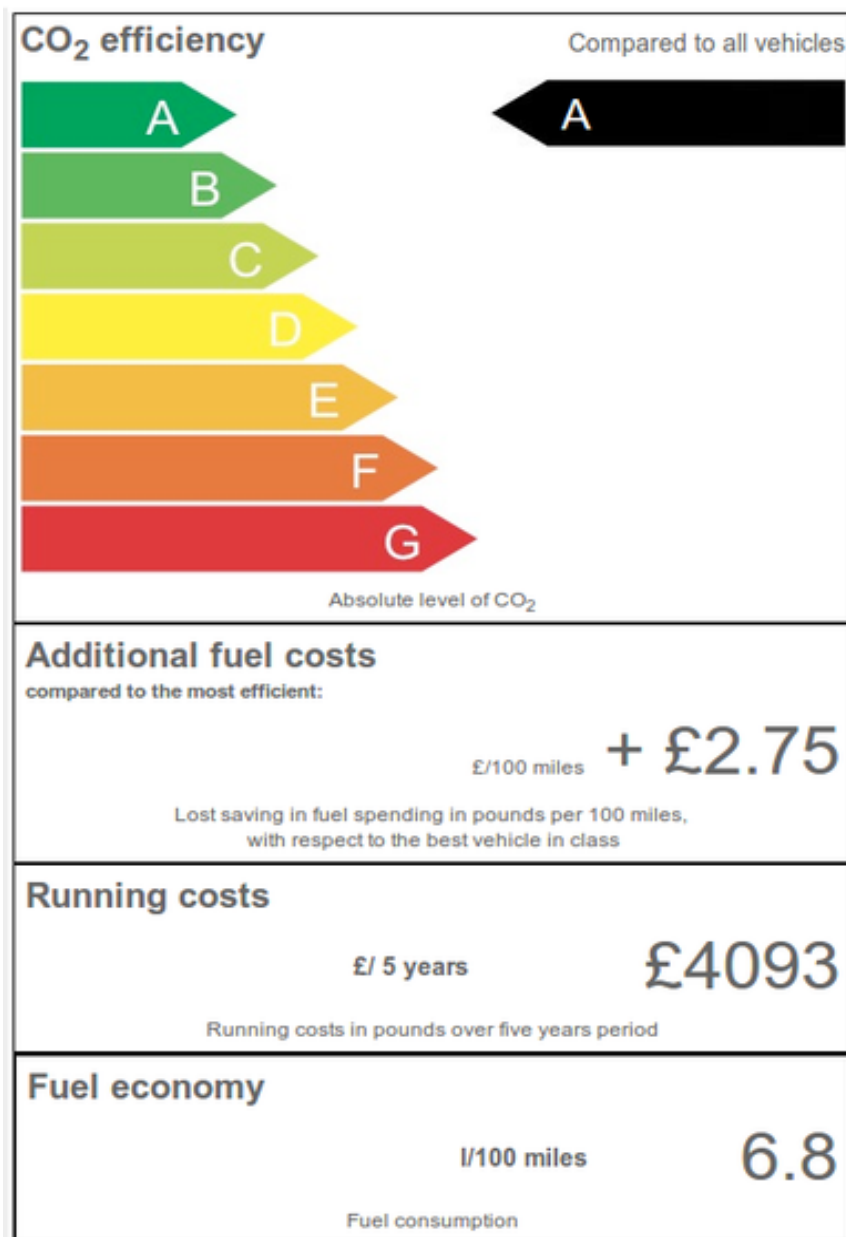 CO2 efficiency
Compared to all vehicles
A
A
B
C
D
E
F
G
Absolute level of CO2
Additional fuel costs
compared to the most efficient:
£/100 miles + £2.75
Lost saving in fuel spending in pounds per 100 miles,
with respect to the best vehicle in class
Running costs
£/ 5 years £4093
Running costs in pounds over five years period
Fuel economy
l/100 miles 6.8
Fuel consumption